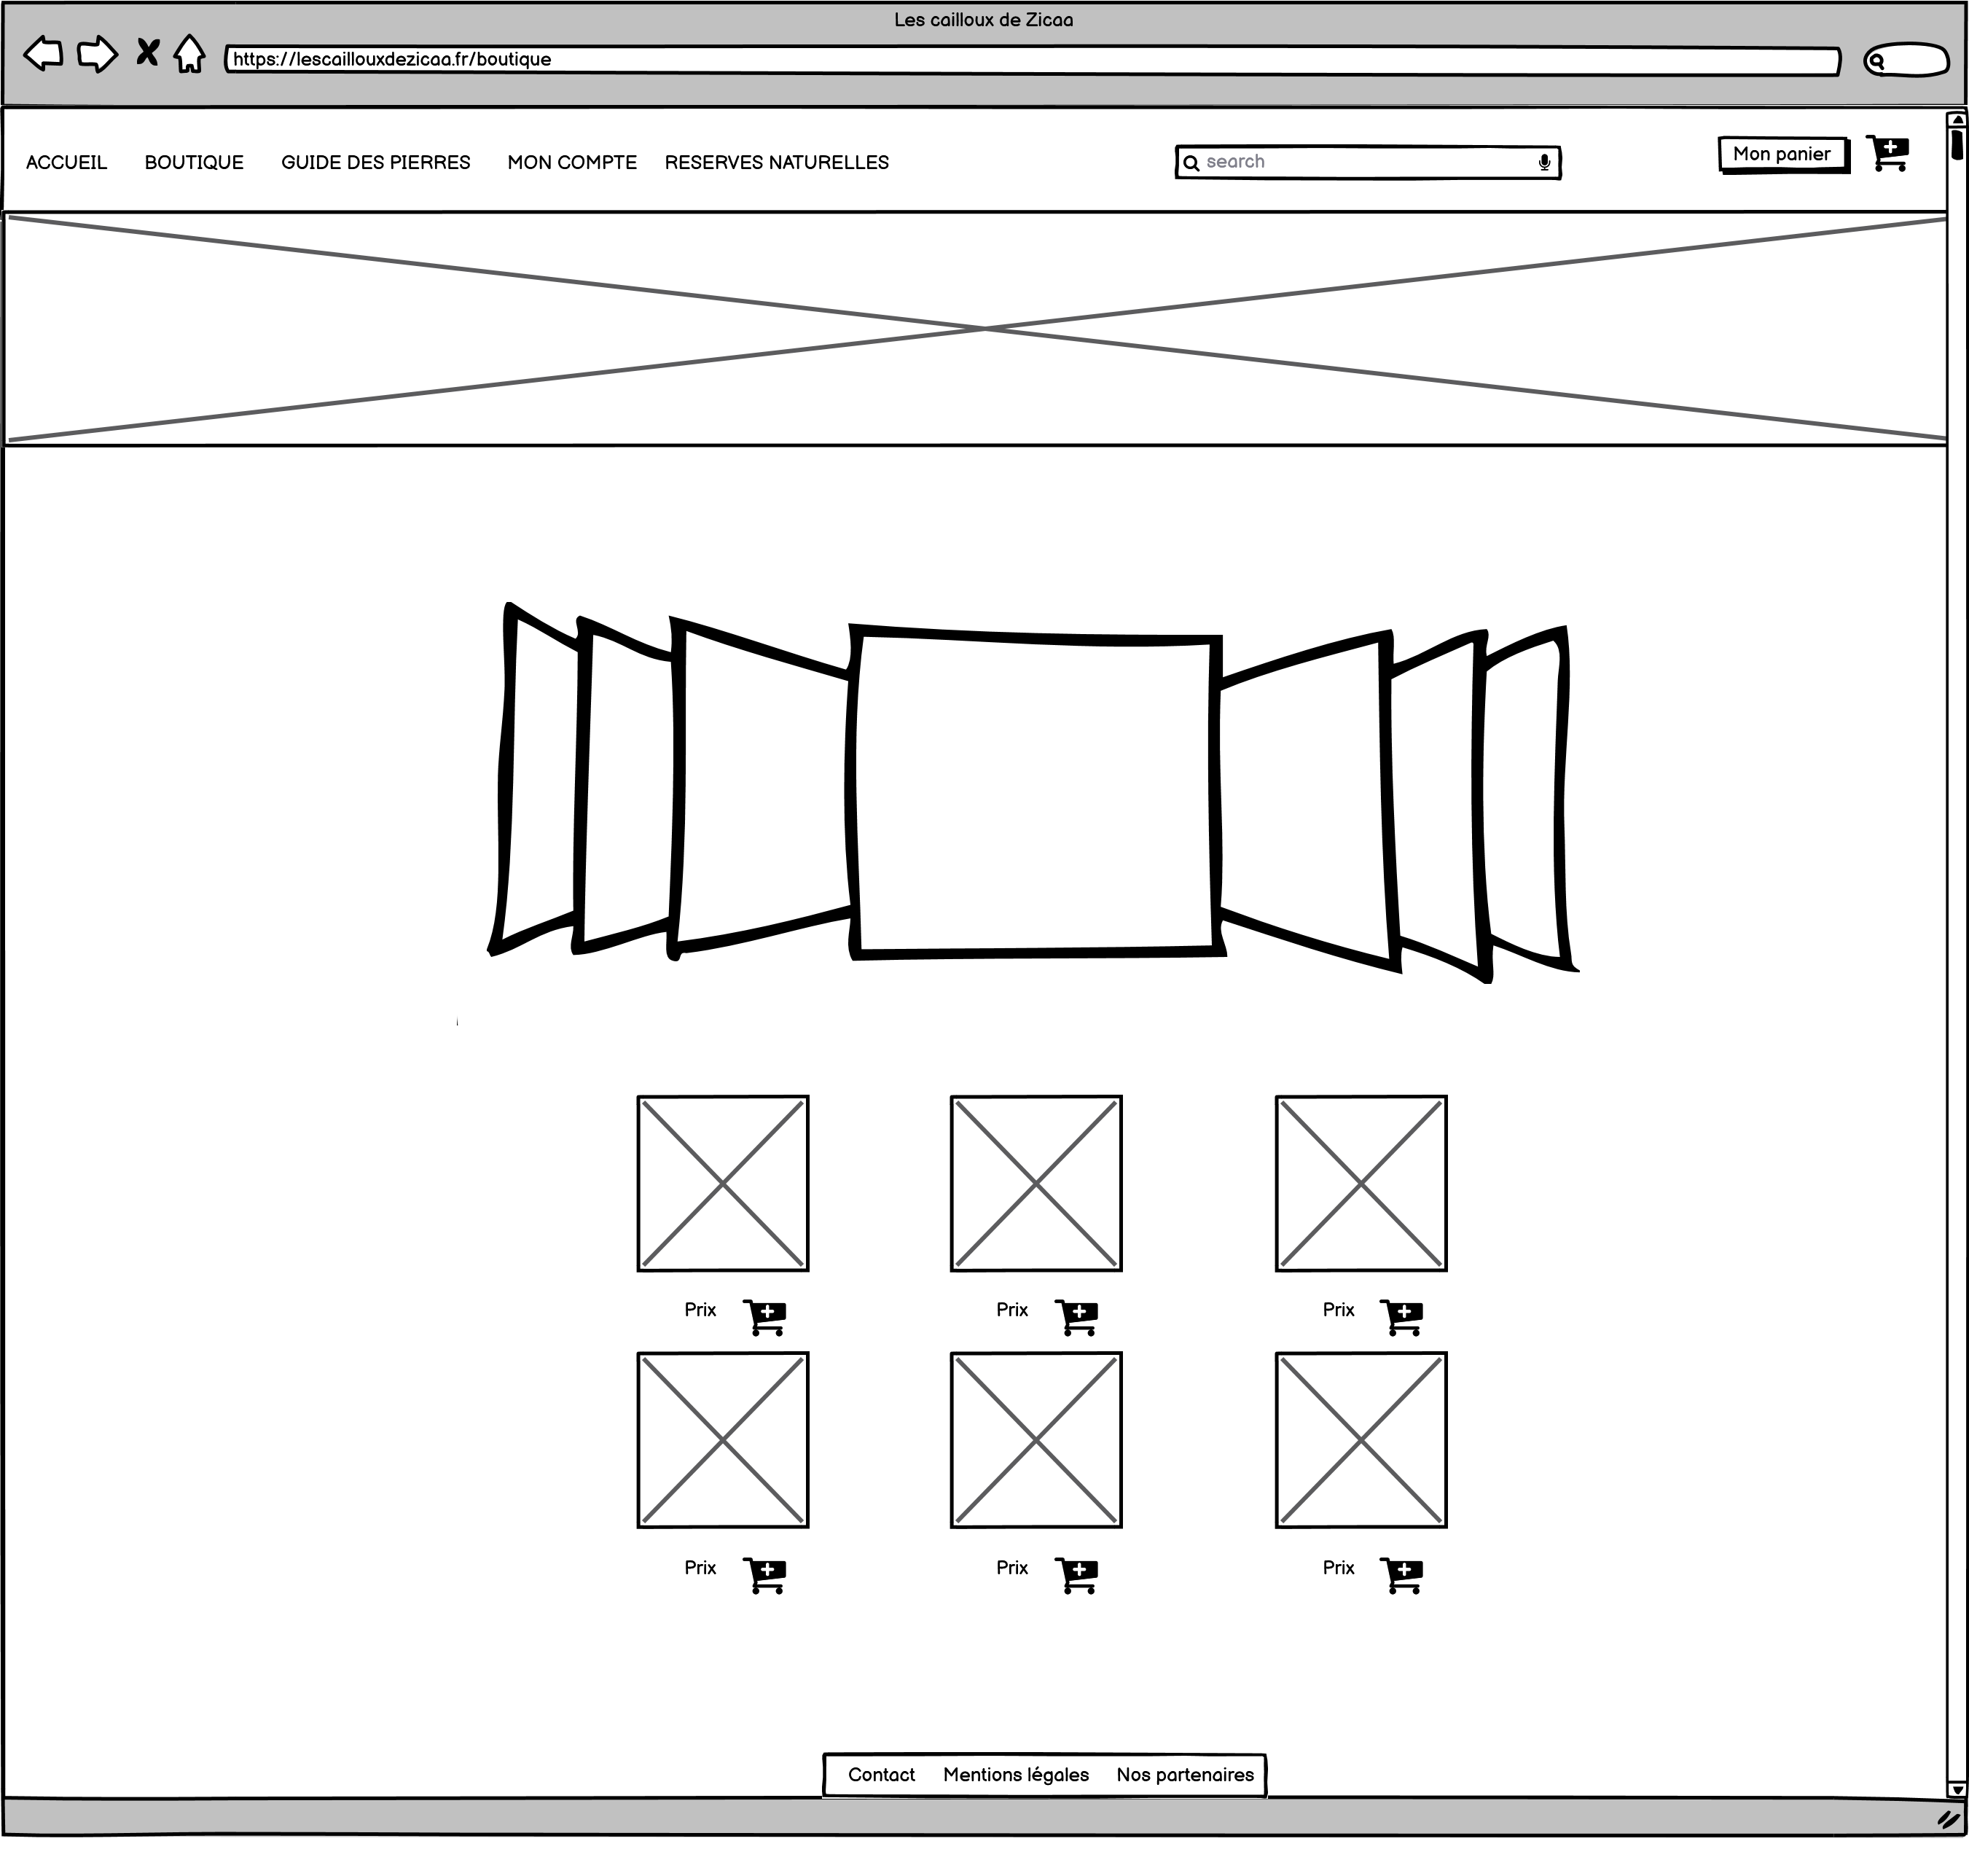 Les cailloux de Zicaa
https://lescaillouxdezicaa.fr/boutique
ACCUEIL BOUTIQUE GUIDE DES PIERRES MON COMPTE RESERVES NATURELLES search Mon panier
Prix Prix Prix
Prix Prix Prix
Contact Mentions légales Nos partenaires